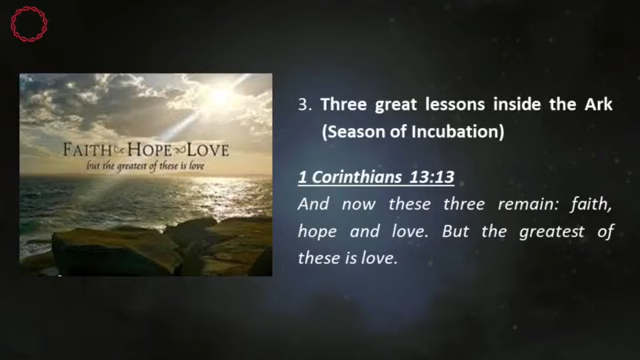 FAITH & HOPE & LOVE
but the greatest of these is love
3. Three great lessons inside the Ark
(Season of Incubation)
1 Corinthians 13:13
And now these three remain: faith,
hope and love. But the greatest of
these is love.